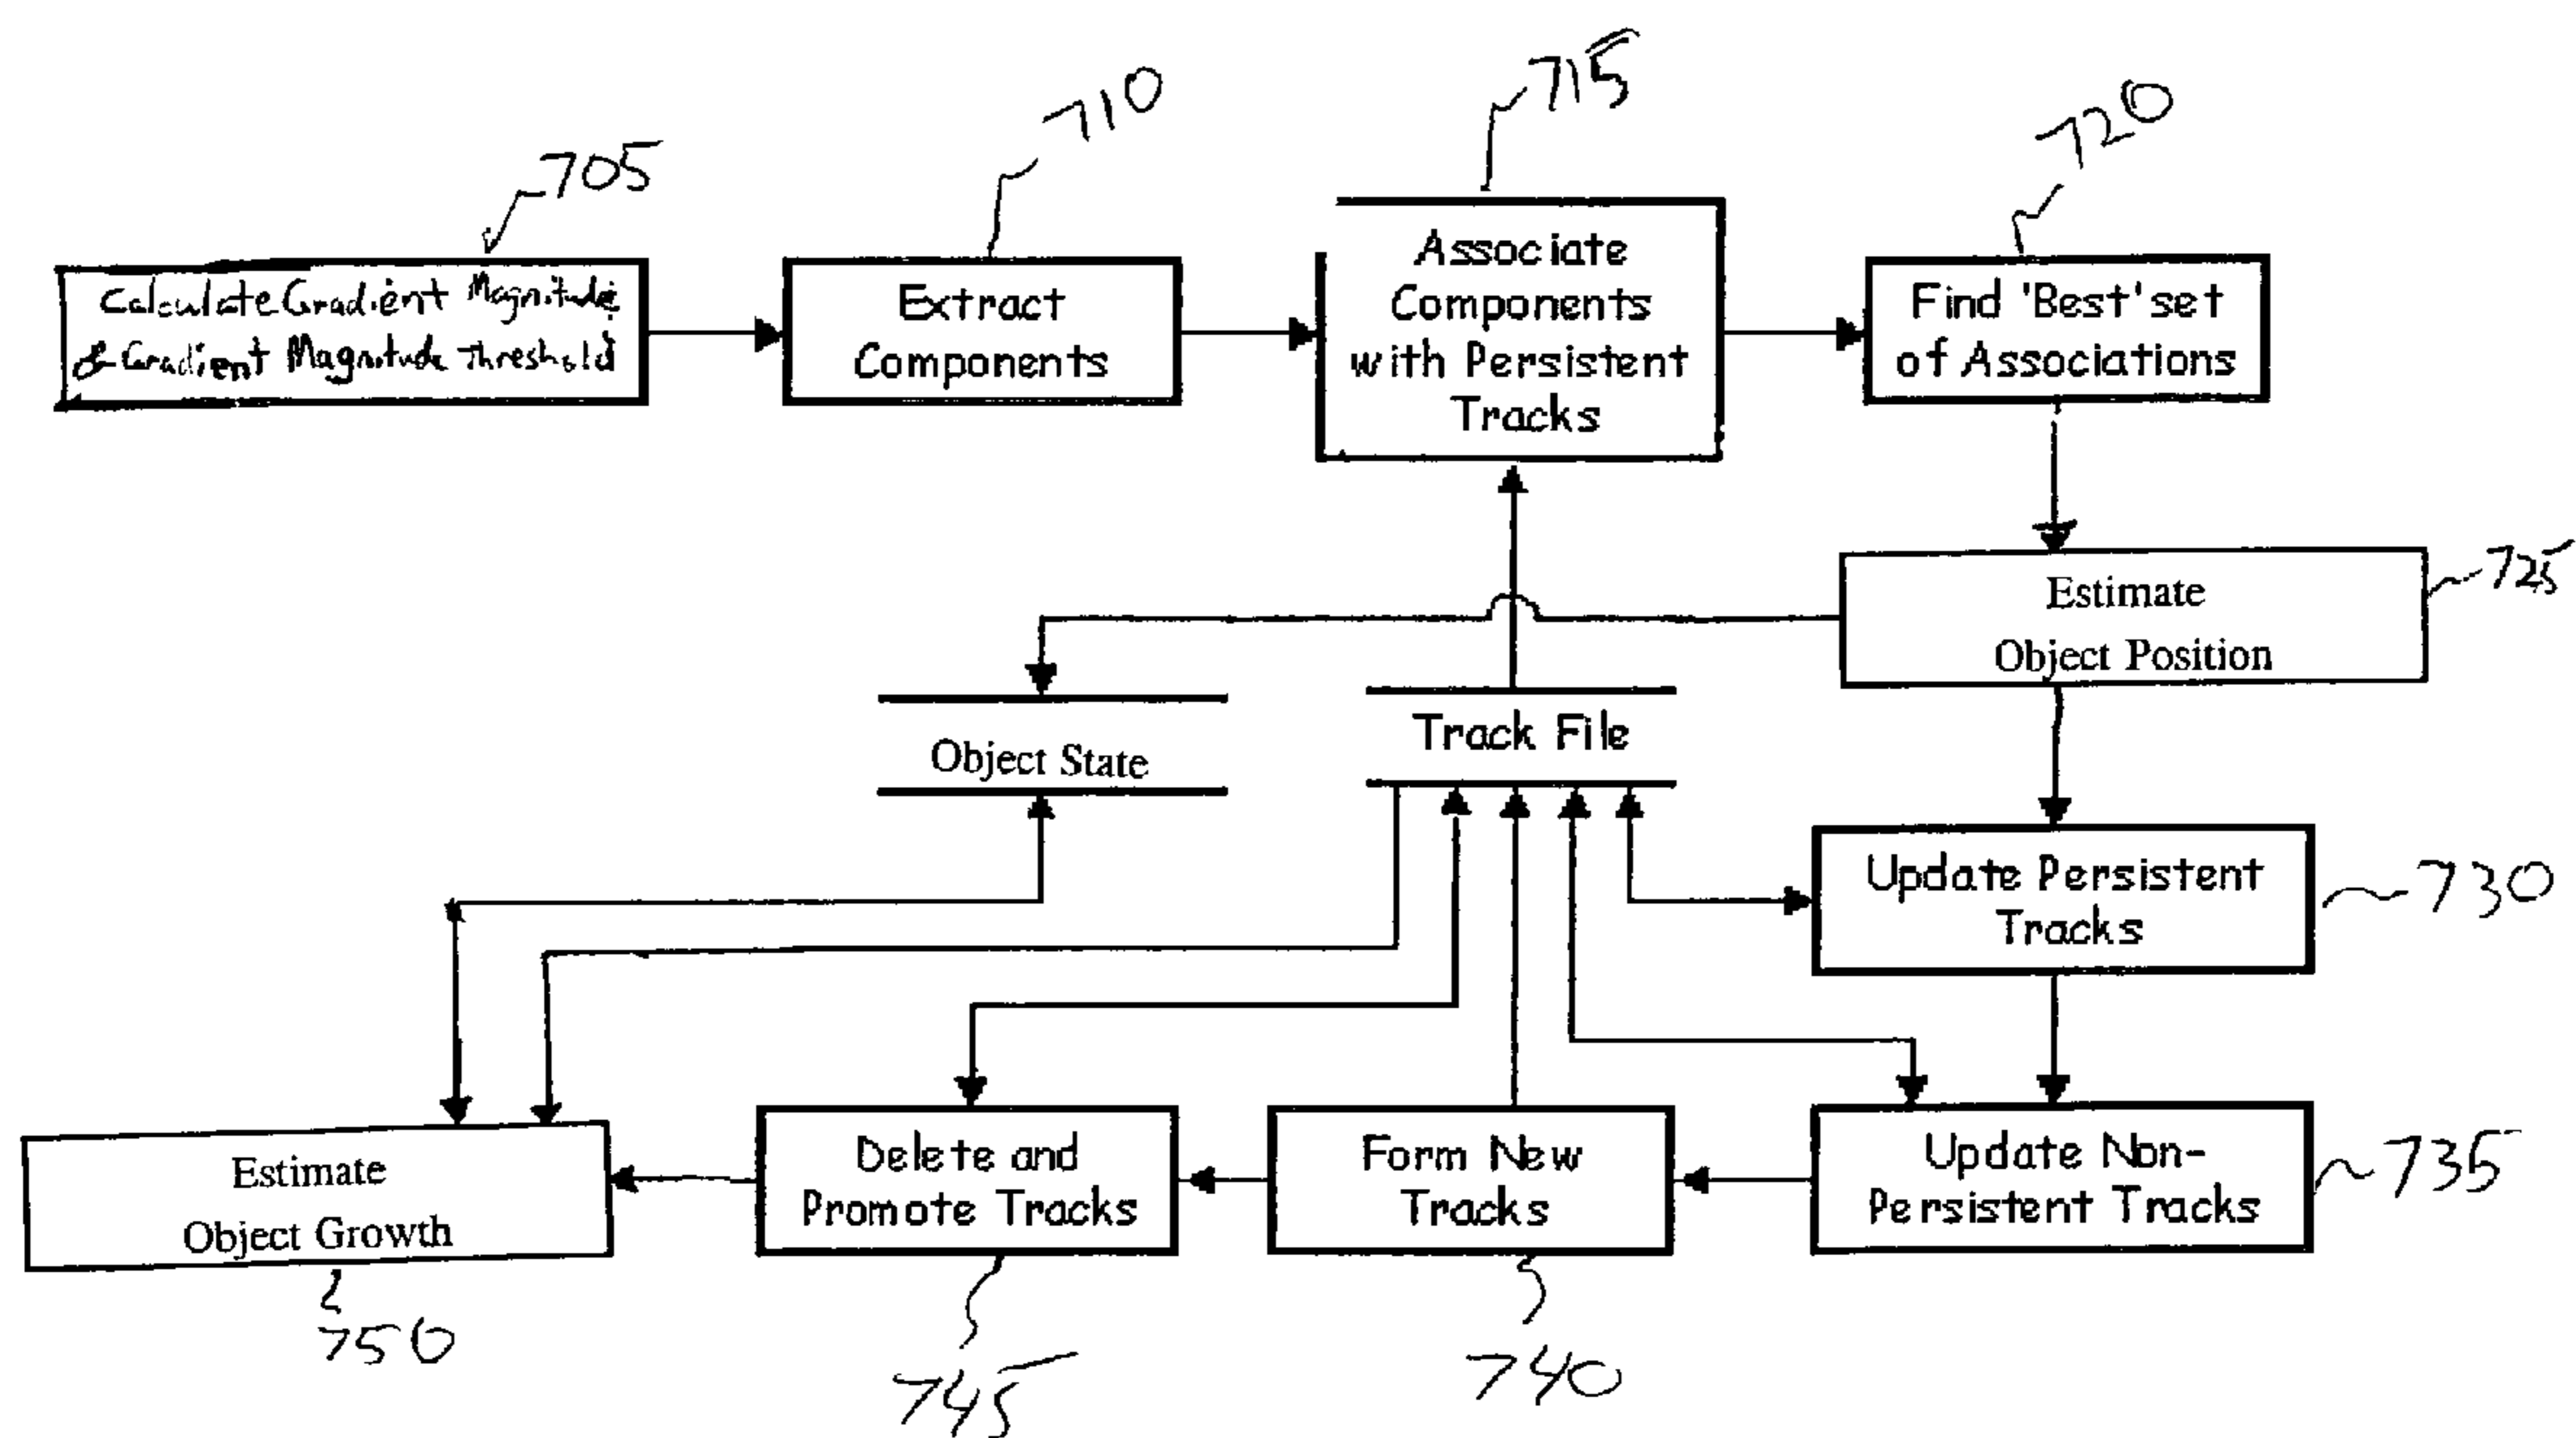 705
710
715
720
Calculate Gradient Magnitude
& Gradient Magnitude Threshold
Extract
Components
Associate
Components
with Persistent
Tracks
Find 'Best' set
of Associations
Estimate
Object Position
725
Object State
Track File
Update Persistent
Tracks
730
Estimate
Object Growth
750
Delete and
Promote Tracks
745
Form New
Tracks
740
Update Non-
Persistent Tracks
735